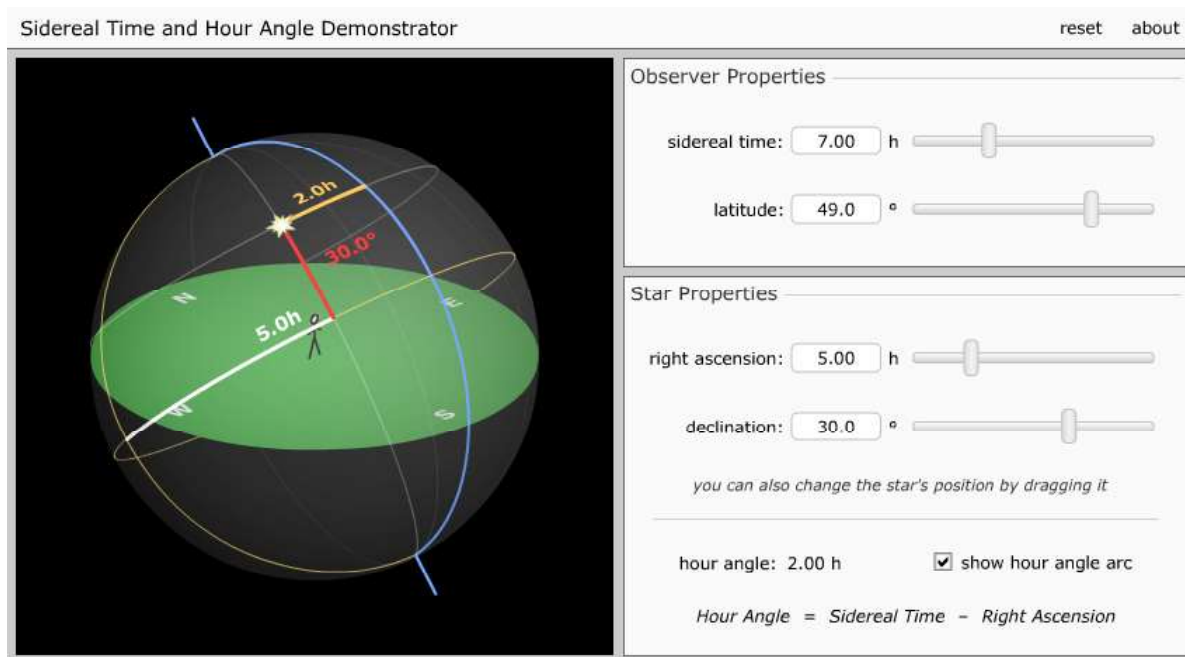 Sidereal Time and Hour Angle Demonstrator
reset about
2.0h
30.0°
5.0h
N
E
W
S
Observer Properties
sidereal time: 7.00 h
latitude: 49.0 °
Star Properties
right ascension: 5.00 h
declination: 30.0 °
you can also change the star's position by dragging it
hour angle: 2.00 h show hour angle arc
Hour Angle = Sidereal Time – Right Ascension